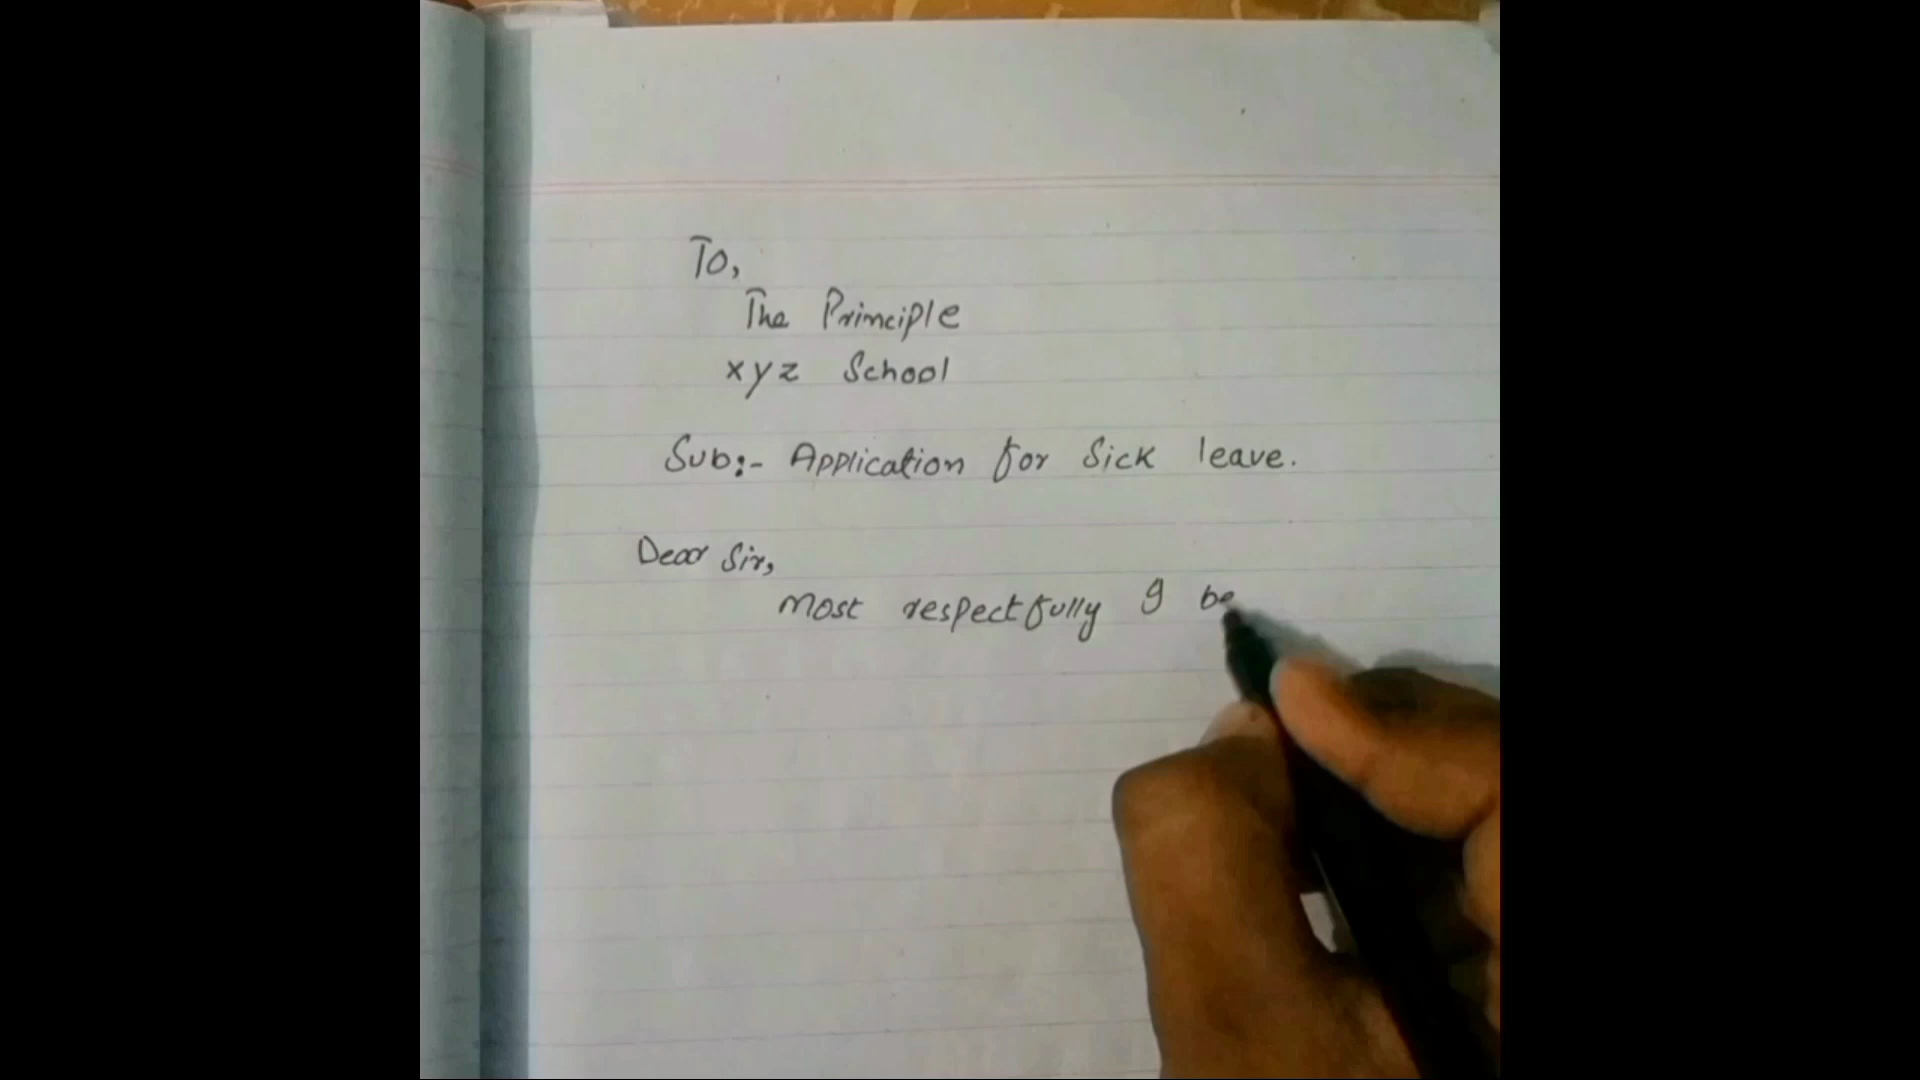 To,
The Principle
xyz School
Sub:- Application for Sick leave.
Dear Sir,
Most respectfully I be